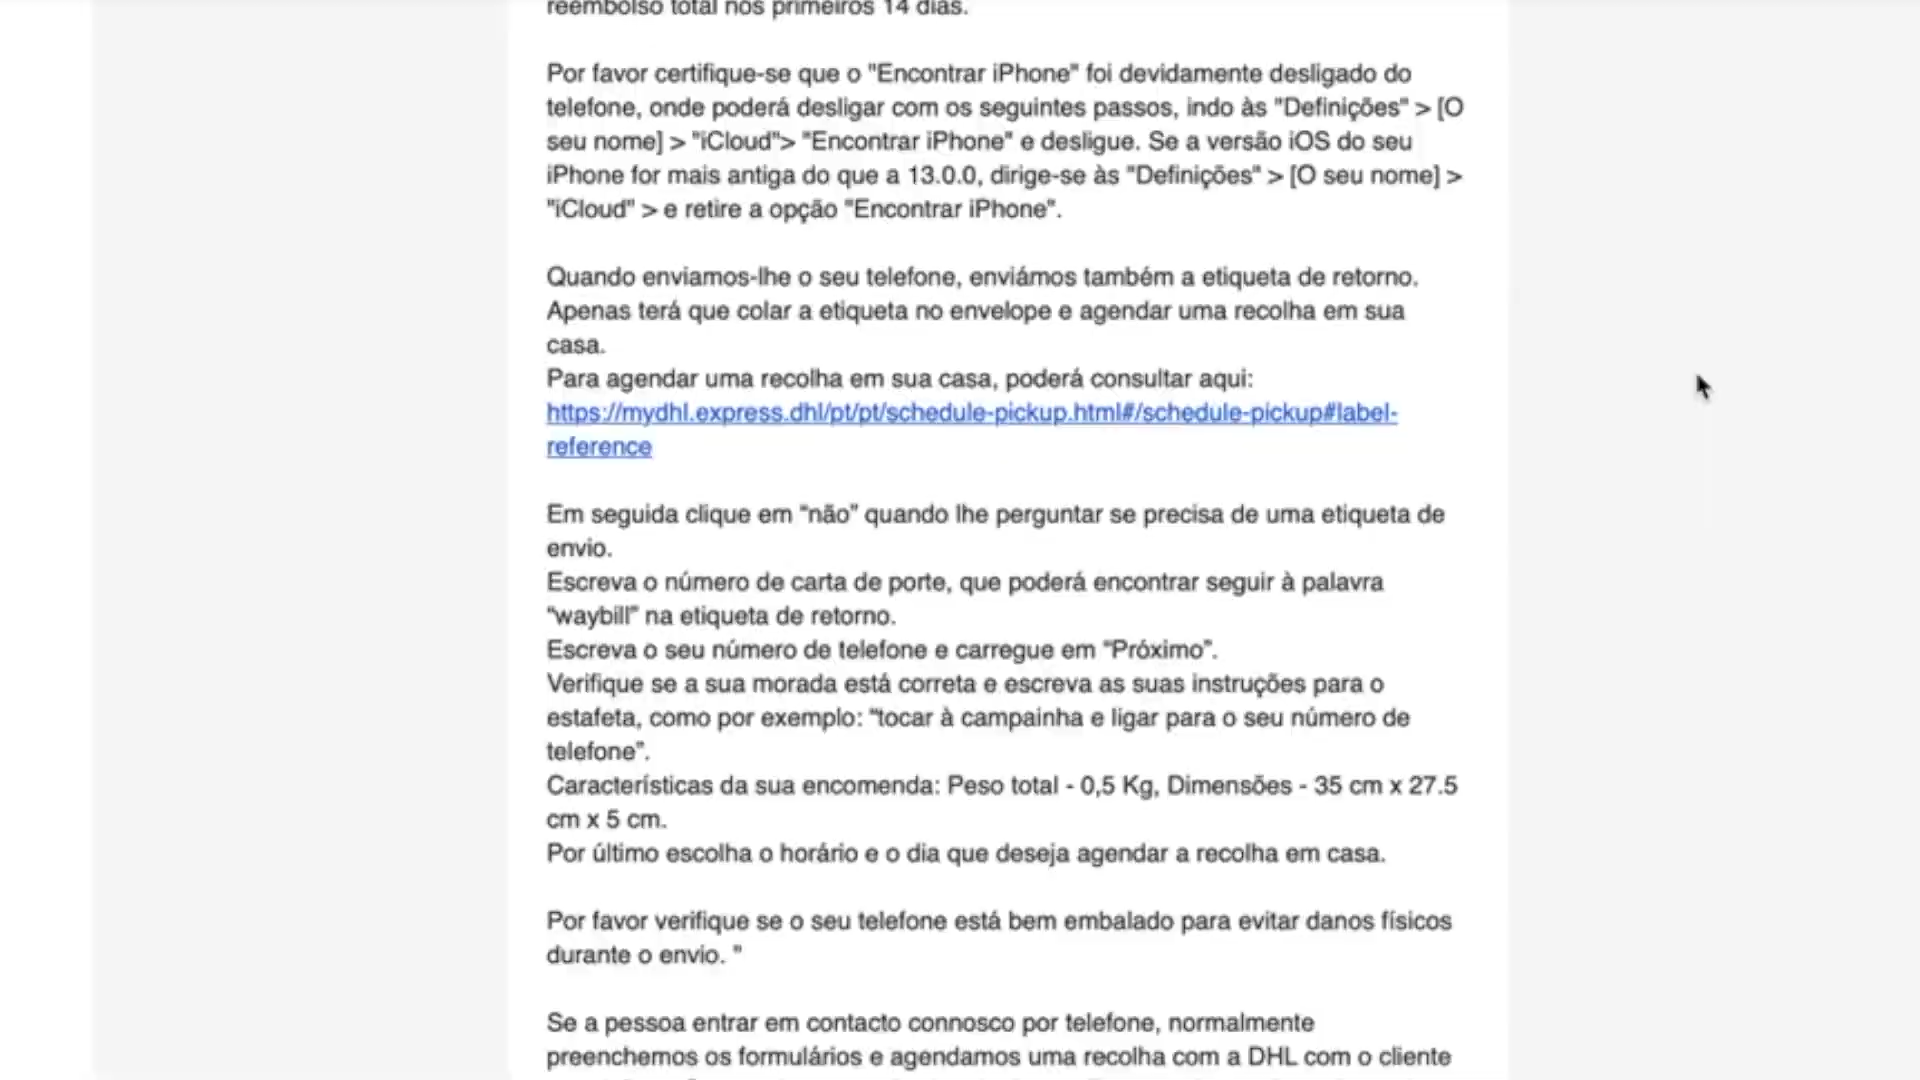 reembolso total nos primeiros 14 dias.
Por favor certifique-se que o "Encontrar iPhone" foi devidamente desligado do
telefone, onde poderá desligar com os seguintes passos, indo às "Definições" > [O
seu nome] > "iCloud"> "Encontrar iPhone" e desligue. Se a versão iOS do seu
iPhone for mais antiga do que a 13.0.0, dirige-se às "Definições" > [O seu nome] >
"iCloud" > e retire a opção "Encontrar iPhone".
Quando enviamos-lhe o seu telefone, enviámos também a etiqueta de retorno.
Apenas terá que colar a etiqueta no envelope e agendar uma recolha em sua
casa.
Para agendar uma recolha em sua casa, poderá consultar aqui:
https://mydhl.express.dhl/pt/pt/schedule-pickup.html#/schedule-pickup#label-
reference
Em seguida clique em “não” quando lhe perguntar se precisa de uma etiqueta de
envio.
Escreva o número de carta de porte, que poderá encontrar seguir à palavra
“waybill” na etiqueta de retorno.
Escreva o seu número de telefone e carregue em “Próximo”.
Verifique se a sua morada está correta e escreva as suas instruções para o
estafeta, como por exemplo: “tocar à campainha e ligar para o seu número de
telefone”.
Características da sua encomenda: Peso total - 0,5 Kg, Dimensões - 35 cm x 27.5
cm x 5 cm.
Por último escolha o horário e o dia que deseja agendar a recolha em casa.
Por favor verifique se o seu telefone está bem embalado para evitar danos físicos
durante o envio. "
Se a pessoa entrar em contacto connosco por telefone, normalmente
preenchemos os formulários e agendamos uma recolha com a DHL com o cliente